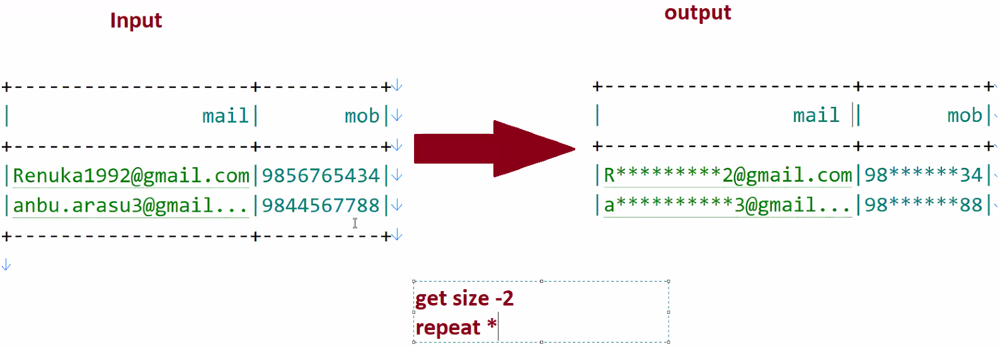 Input
output
+--------------------+----------+↓
|                mail|       mob|↓
+--------------------+----------+↓
|Renuka1992@gmail.com|9856765434|↓
|anbu.arasu3@gmail...|9844567788|↓
+--------------------+----------+↓
↓
+---------------------+----------+
|                mail |       mob|
+---------------------+----------+
|R*********2@gmail.com|98******34|
|a**********3@gmail...|98******88|
get size -2
repeat *